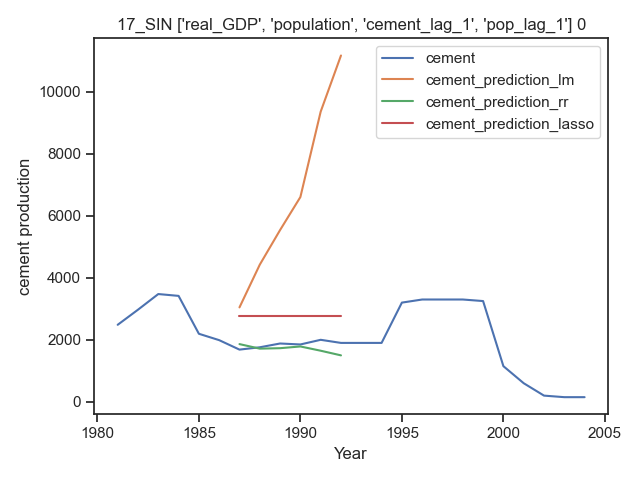 17_SIN ['real_GDP', 'population', 'cement_lag_1', 'pop_lag_1'] 0
cement
cement_prediction_lm
cement_prediction_rr
cement_prediction_lasso
cement production
10000
8000
6000
4000
2000
0
1980
1985
1990
1995
2000
2005
Year